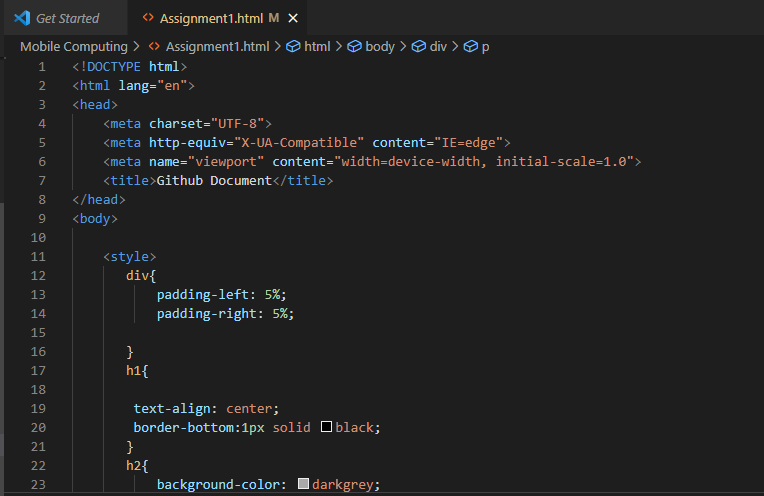 Get Started Assignment1.html M
Mobile Computing > Assignment1.html > html > body > div > p
1 <!DOCTYPE html>
2 <html lang="en">
3 <head>
4 <meta charset="UTF-8">
5 <meta http-equiv="X-UA-Compatible" content="IE=edge">
6 <meta name="viewport" content="width=device-width, initial-scale=1.0">
7 <title>Github Document</title>
8 </head>
9 <body>
10
11 <style>
12 div{
13 padding-left: 5%;
14 padding-right: 5%;
15
16 }
17 h1{
18
19 text-align: center;
20 border-bottom:1px solid black;
21 }
22 h2{
23 background-color: darkgrey;